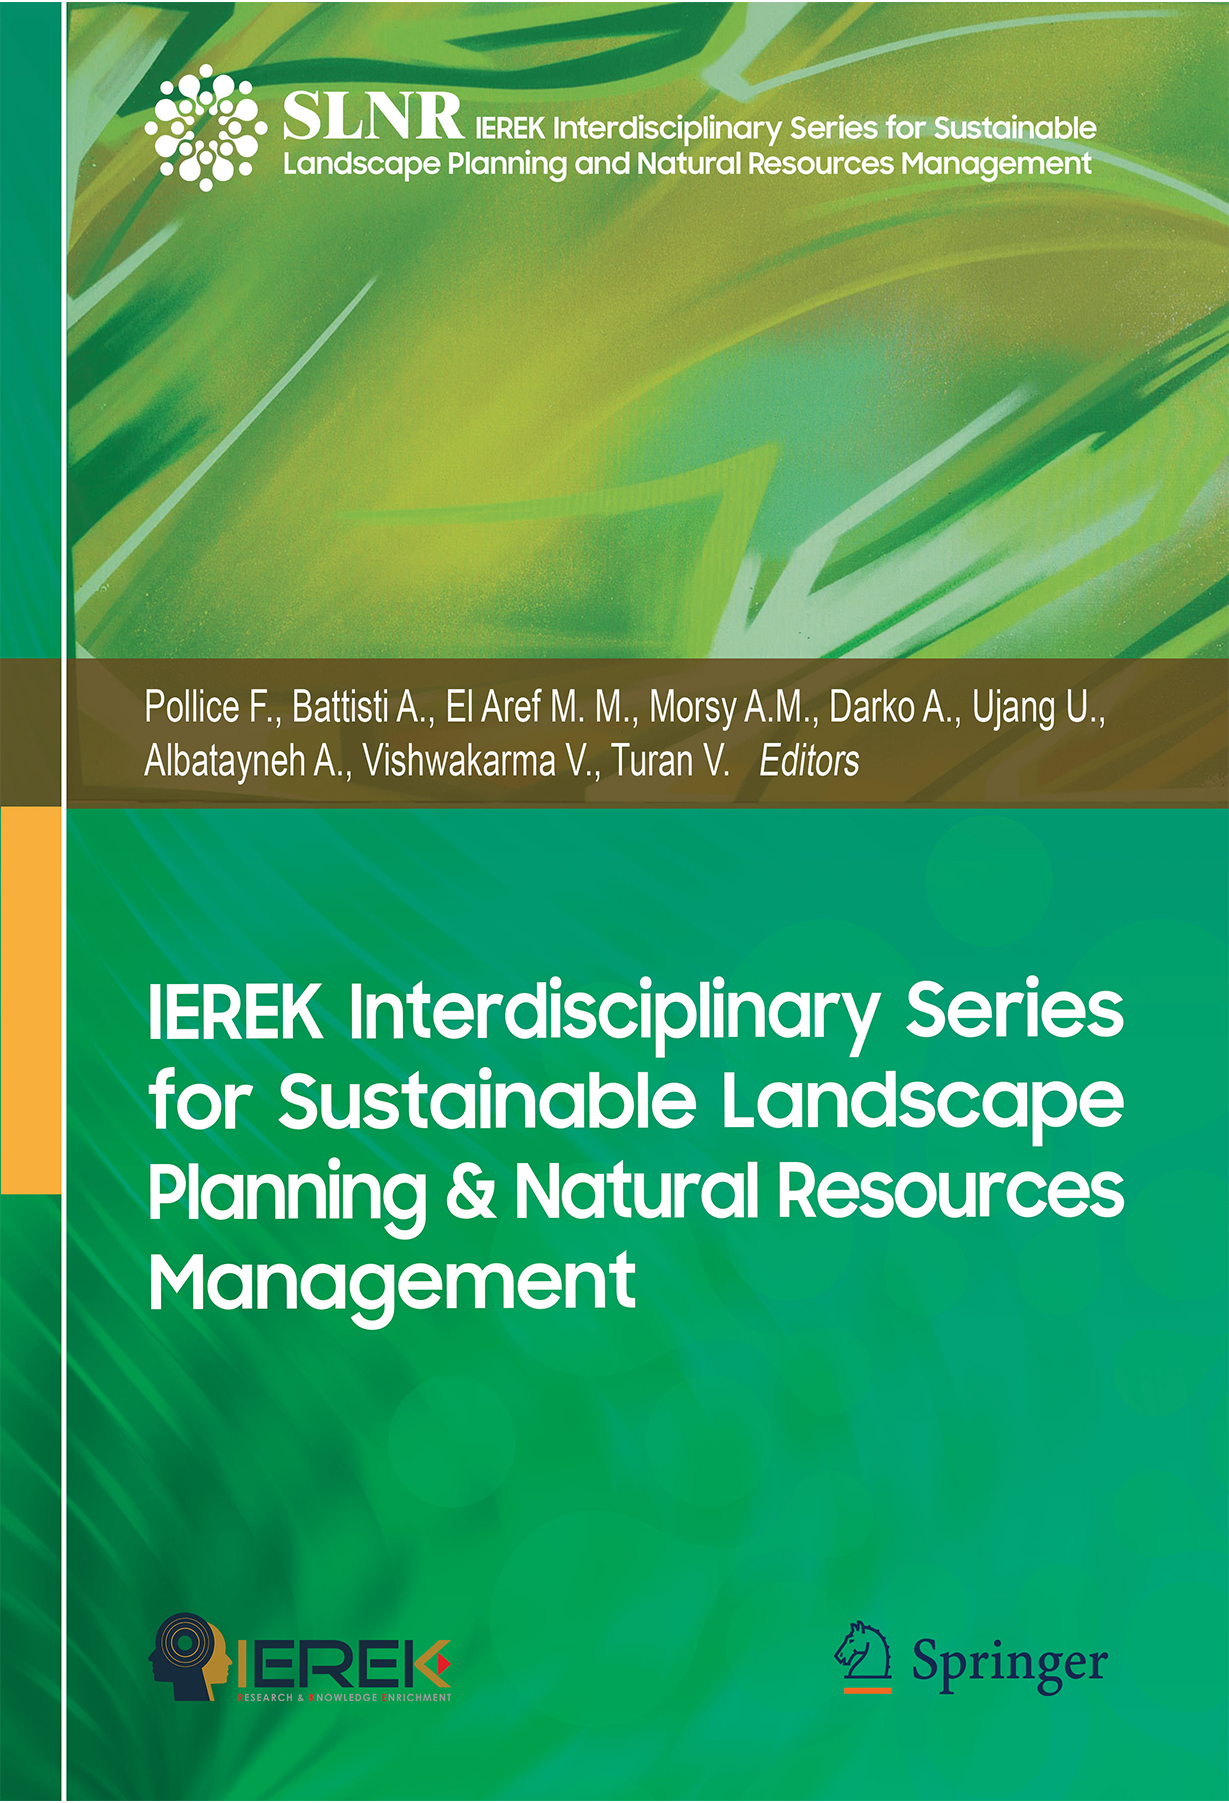 SLNR IEREK Interdisciplinary Series for Sustainable
Landscape Planning and Natural Resources Management
Pollice F., Battisti A., El Aref M. M., Morsy A.M., Darko A., Ujang U.,
Albatayneh A., Vishwakarma V., Turan V. Editors
IEREK Interdisciplinary Series
for Sustainable Landscape
Planning & Natural Resources
Management
IEREK
RESEARCH & KNOWLEDGE ENRICHMENT
Springer